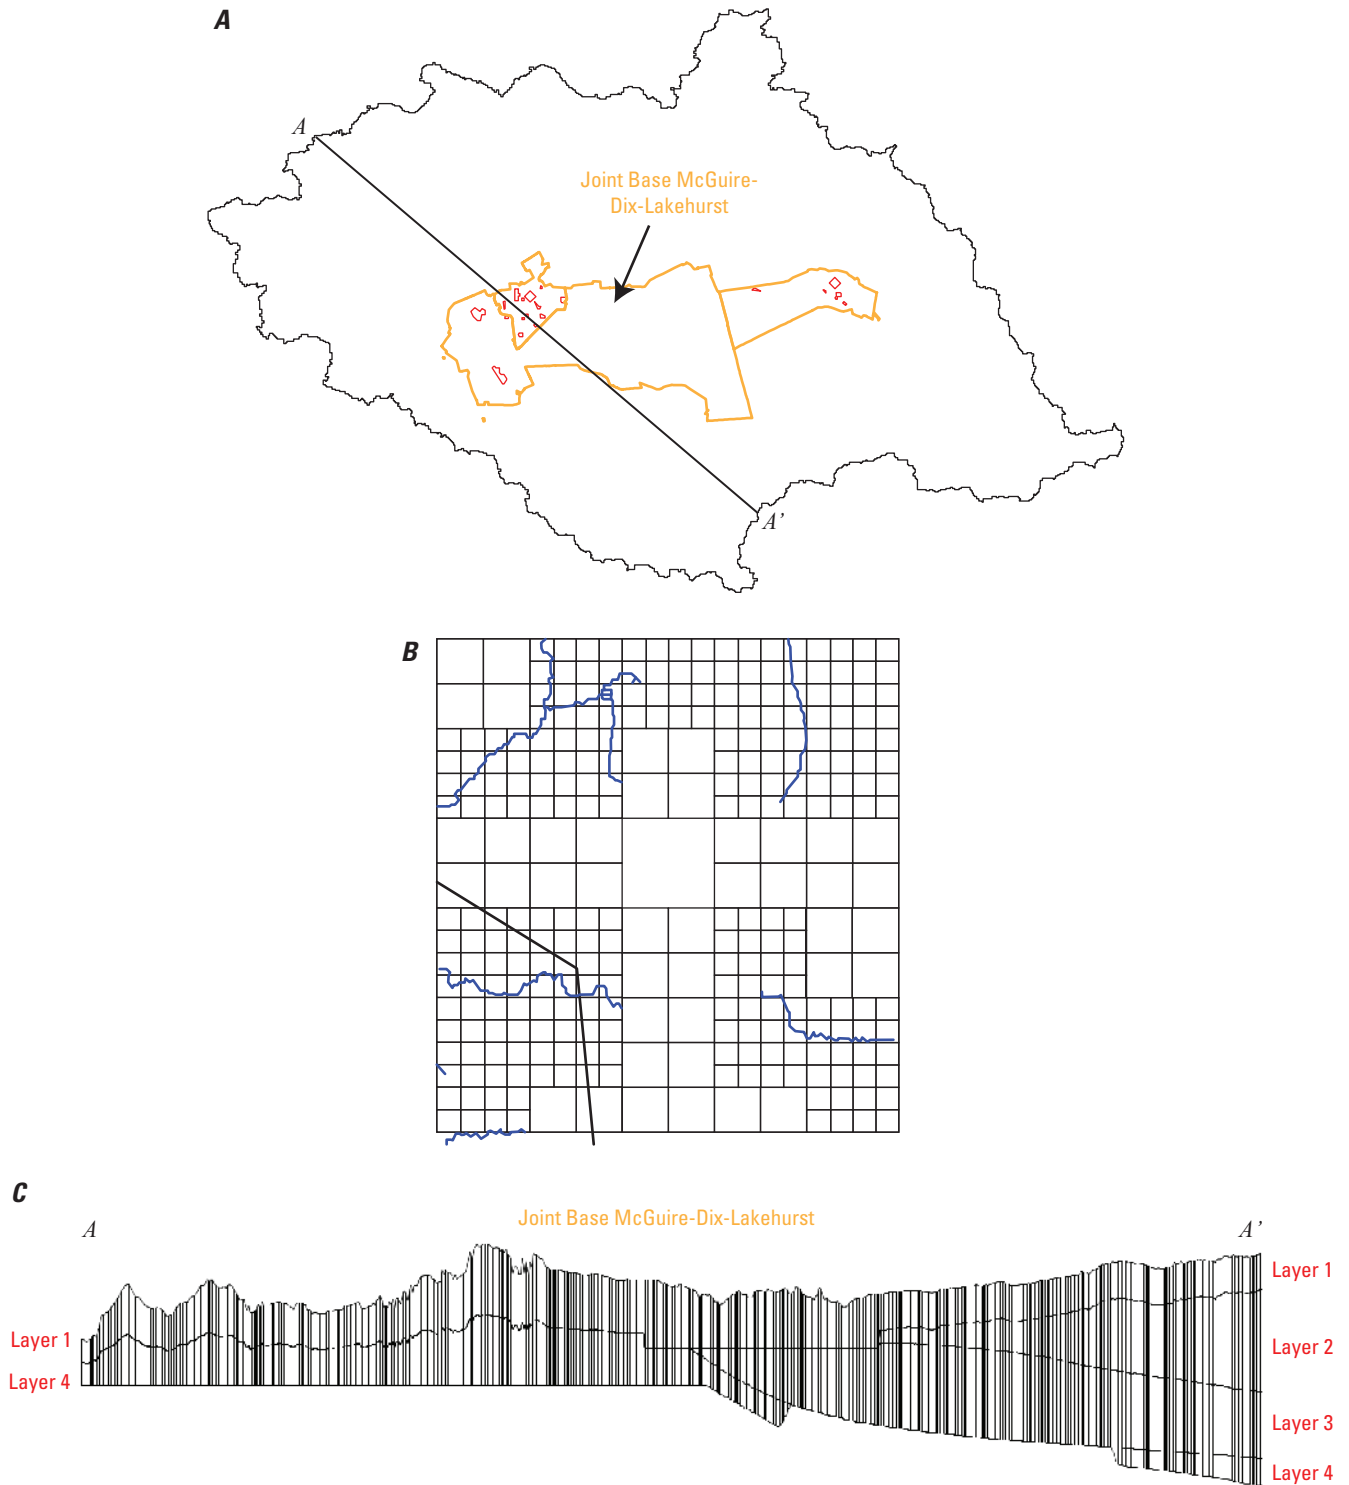 A
A
Joint Base McGuire-
Dix-Lakehurst
A’
B
C
Joint Base McGuire-Dix-Lakehurst
A
A’
Layer 1
Layer 1
Layer 2
Layer 4
Layer 3
Layer 4